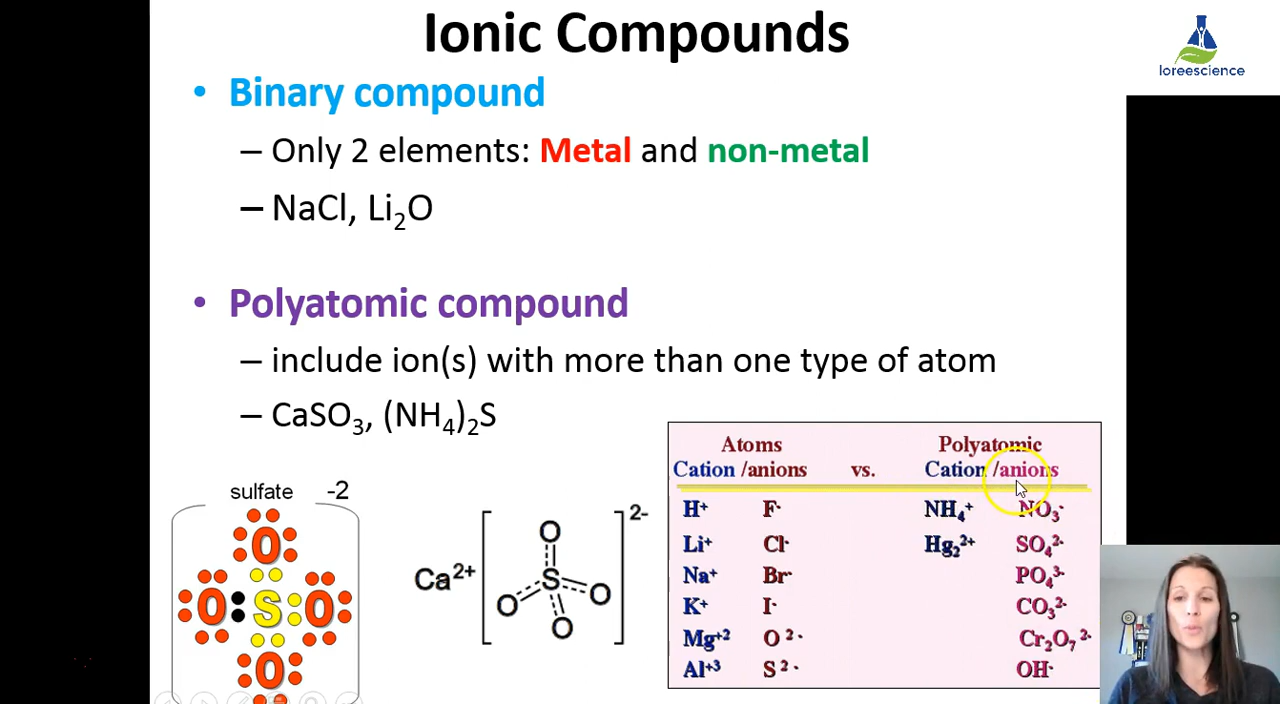 Ionic Compounds
loreescience
• Binary compound
– Only 2 elements: Metal and non-metal
– NaCl, Li₂O
• Polyatomic compound
– include ion(s) with more than one type of atom
– CaSO₃, (NH₄)₂S
sulfate -2
O
O S O
O
Ca²⁺
2-
O
S
O O
O
Atoms Polyatomic
Cation /anions vs. Cation /anions
H⁺ F⁻ NH₄⁺ NO₃⁻
Li⁺ Cl⁻ Hg₂²⁺ SO₄²⁻
Na⁺ Br⁻ PO₄³⁻
K⁺ I⁻ CO₃²⁻
Mg⁺² O²⁻ Cr₂O₇²⁻
Al⁺³ S²⁻ OH⁻